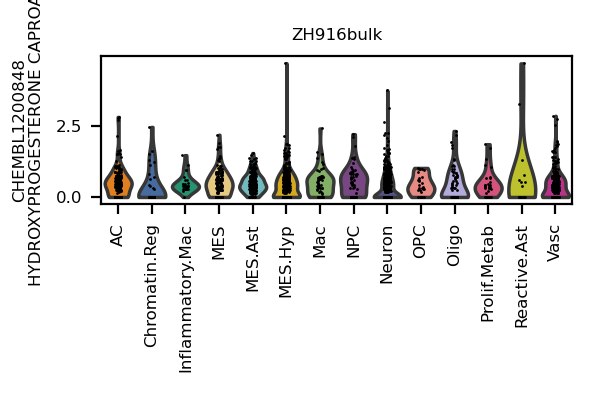 ZH916bulk
CHEMBL1200848
HYDROXYPROGESTERONE CAPROA
2.5
0.0
AC
Chromatin.Reg
Inflammatory.Mac
MES
MES.Ast
MES.Hyp
Mac
NPC
Neuron
OPC
Oligo
Prolif.Metab
Reactive.Ast
Vasc